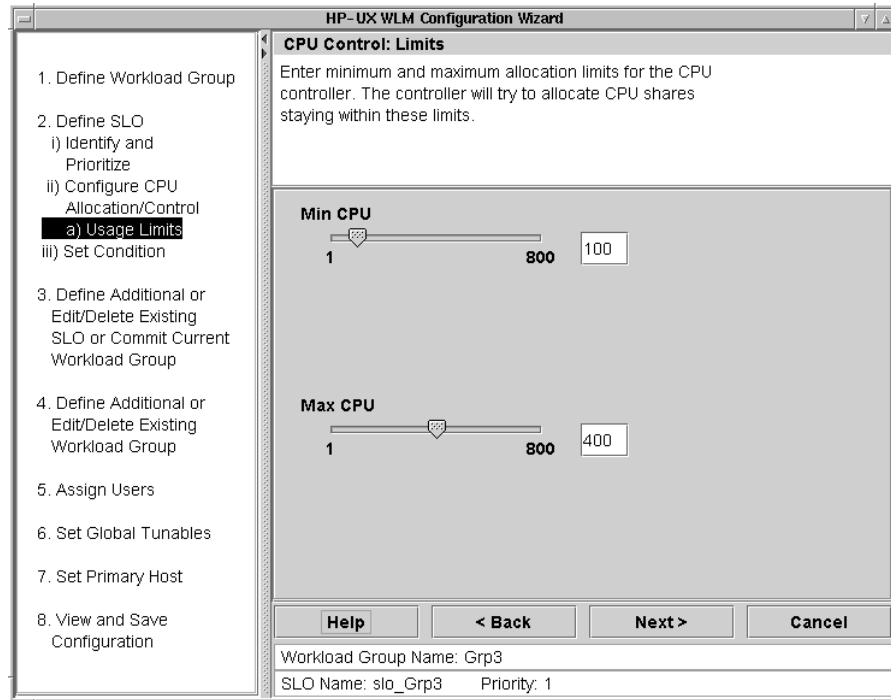 HP-UX WLM Configuration Wizard
1. Define Workload Group
2. Define SLO
i) Identify and
Prioritize
ii) Configure CPU
Allocation/Control
a) Usage Limits
iii) Set Condition
3. Define Additional or
Edit/Delete Existing
SLO or Commit Current
Workload Group
4. Define Additional or
Edit/Delete Existing
Workload Group
5. Assign Users
6. Set Global Tunables
7. Set Primary Host
8. View and Save
Configuration
CPU Control: Limits
Enter minimum and maximum allocation limits for the CPU
controller. The controller will try to allocate CPU shares
staying within these limits.
Min CPU
1 800 100
Max CPU
1 800 400
Help < Back Next > Cancel
Workload Group Name: Grp3
SLO Name: slo_Grp3 Priority: 1